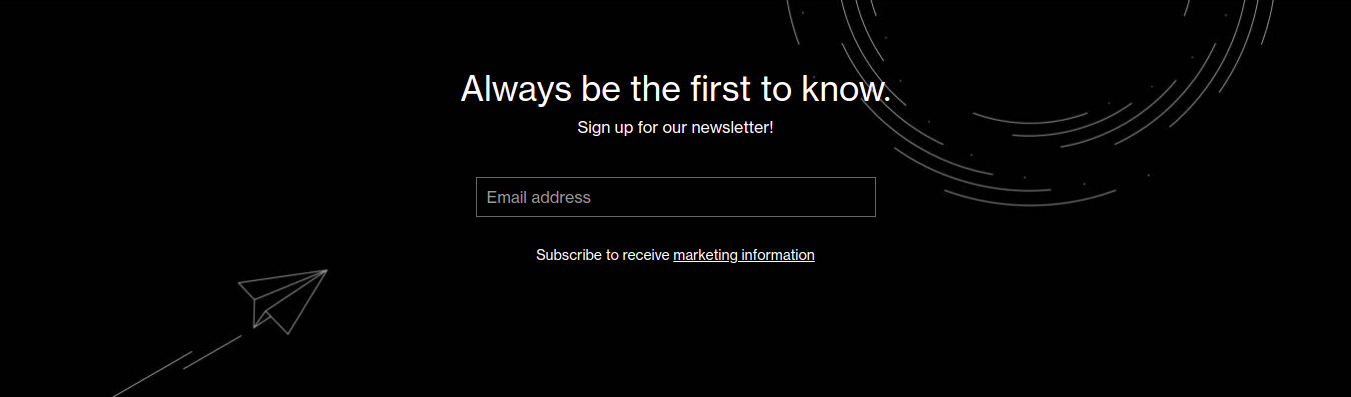 Always be the first to know.
Sign up for our newsletter!
Email address
Subscribe to receive marketing information